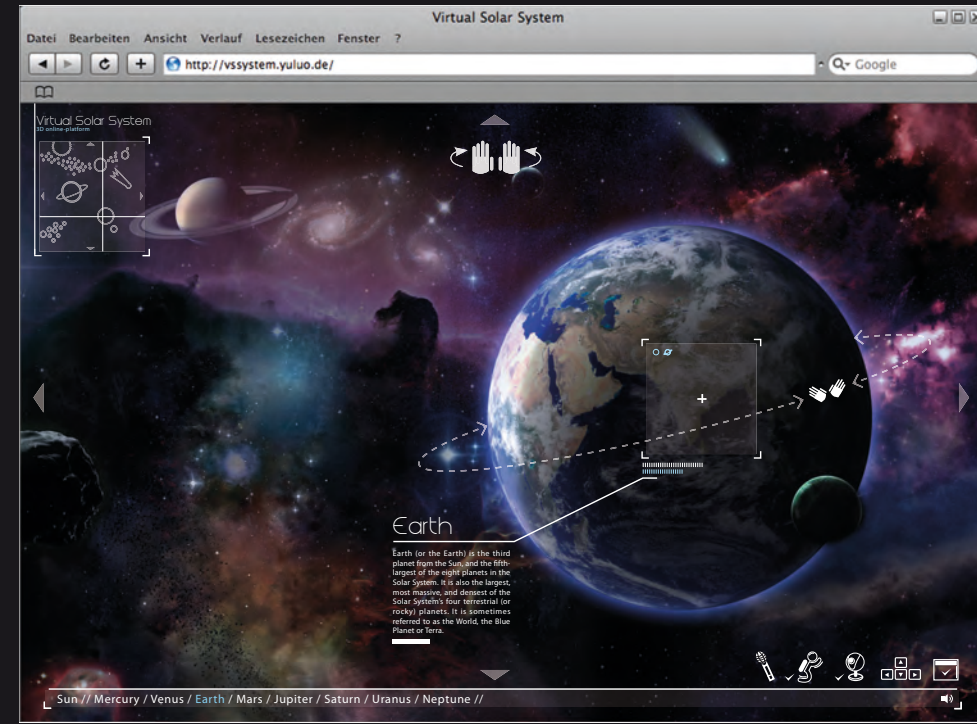 Virtual Solar System
Datei Bearbeiten Ansicht Verlauf Lesezeichen Fenster ?
http://vssystem.yuluo.de/
Google
Virtual Solar System
3D online-platform
Earth
Earth (or the Earth) is the third
planet from the Sun, and the fifth-
largest of the eight planets in the
Solar System. It is also the largest,
most massive, and densest of the
Solar System's four terrestrial (or
rocky) planets. It is sometimes
referred to as the World, the Blue
Planet or Terra.
Sun // Mercury / Venus / Earth / Mars / Jupiter / Saturn / Uranus / Neptune //